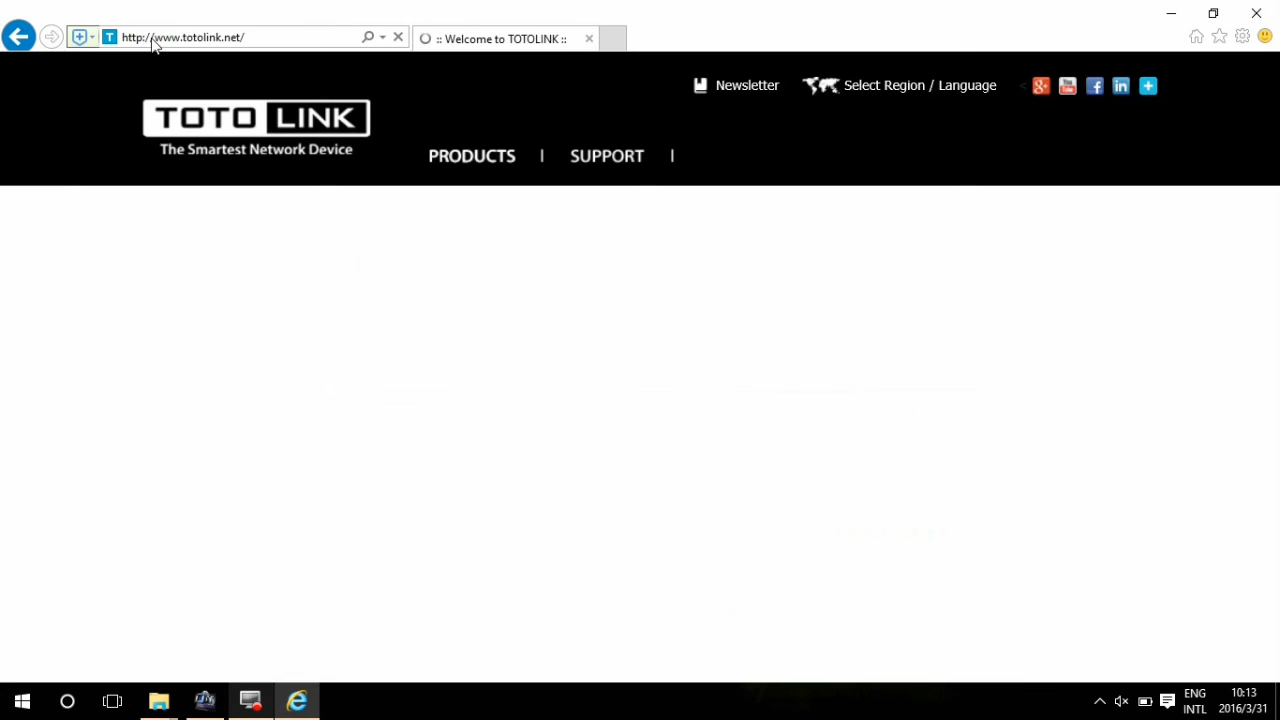 http://www.totolink.net/
:: Welcome to TOTOLINK ::
Newsletter
Select Region / Language
TOTO LINK
The Smartest Network Device
PRODUCTS | SUPPORT |
ENG
INTL
10:13
2016/3/31